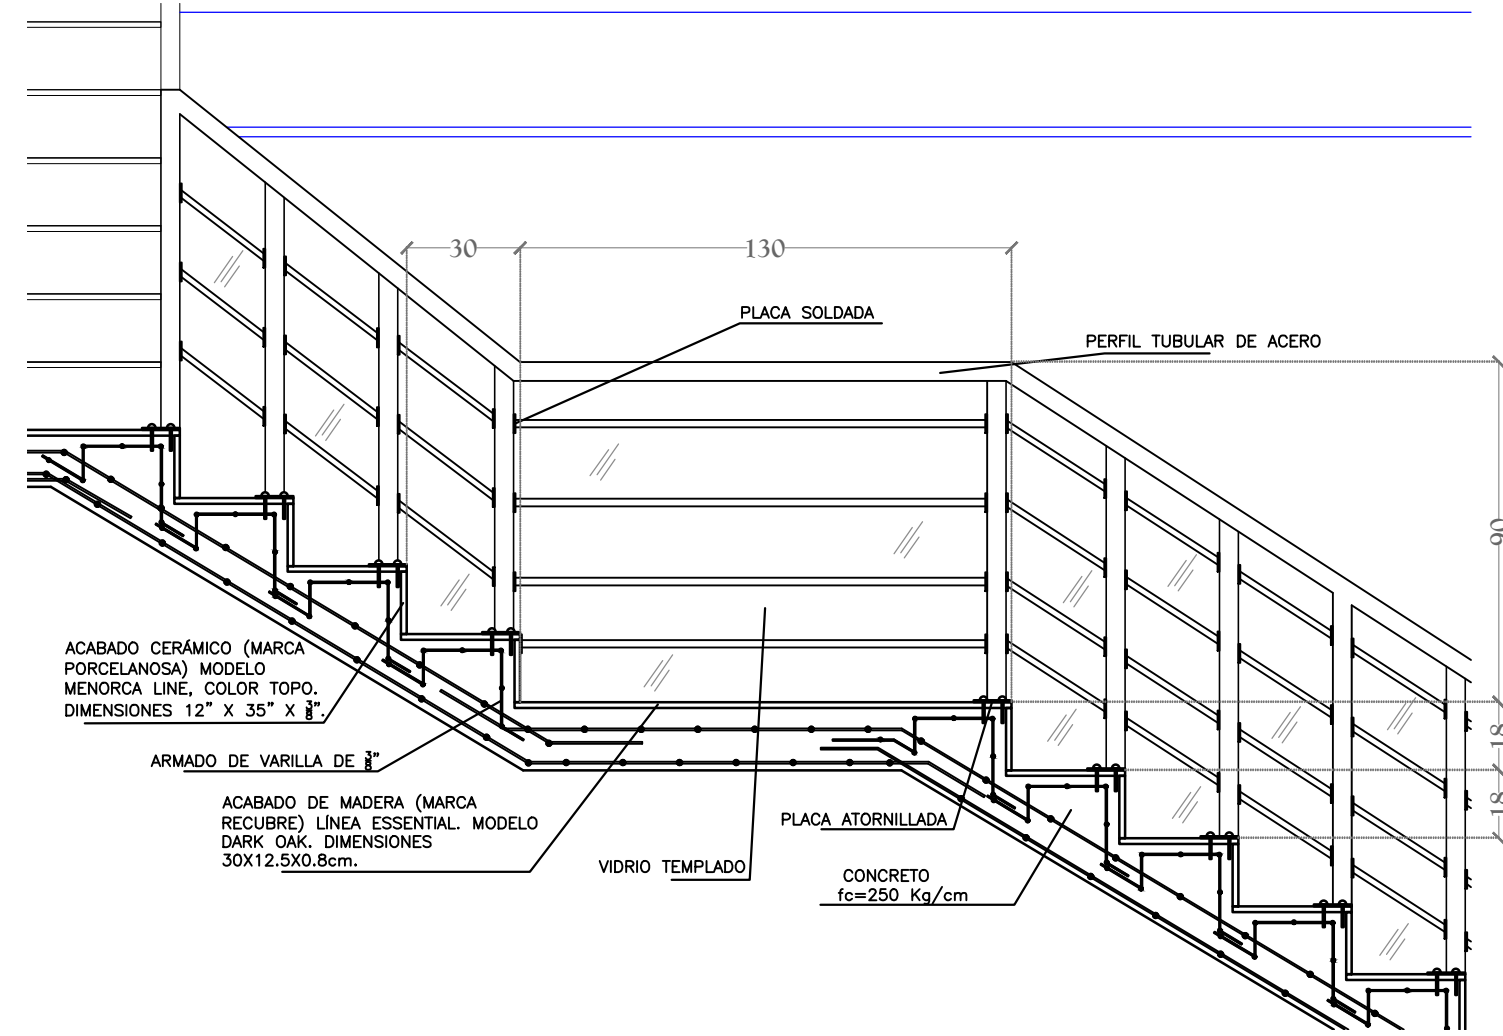 30
130
PLACA SOLDADA
PERFIL TUBULAR DE ACERO
90
18
18
ACABADO CERÁMICO (MARCA
PORCELANOSA) MODELO
MENORCA LINE, COLOR TOPO.
DIMENSIONES 12" X 35" X 3/8".
ARMADO DE VARILLA DE 3/8"
ACABADO DE MADERA (MARCA
RECUBRE) LÍNEA ESSENTIAL. MODELO
DARK OAK. DIMENSIONES
30X12.5X0.8cm.
VIDRIO TEMPLADO
PLACA ATORNILLADA
CONCRETO
fc=250 Kg/cm